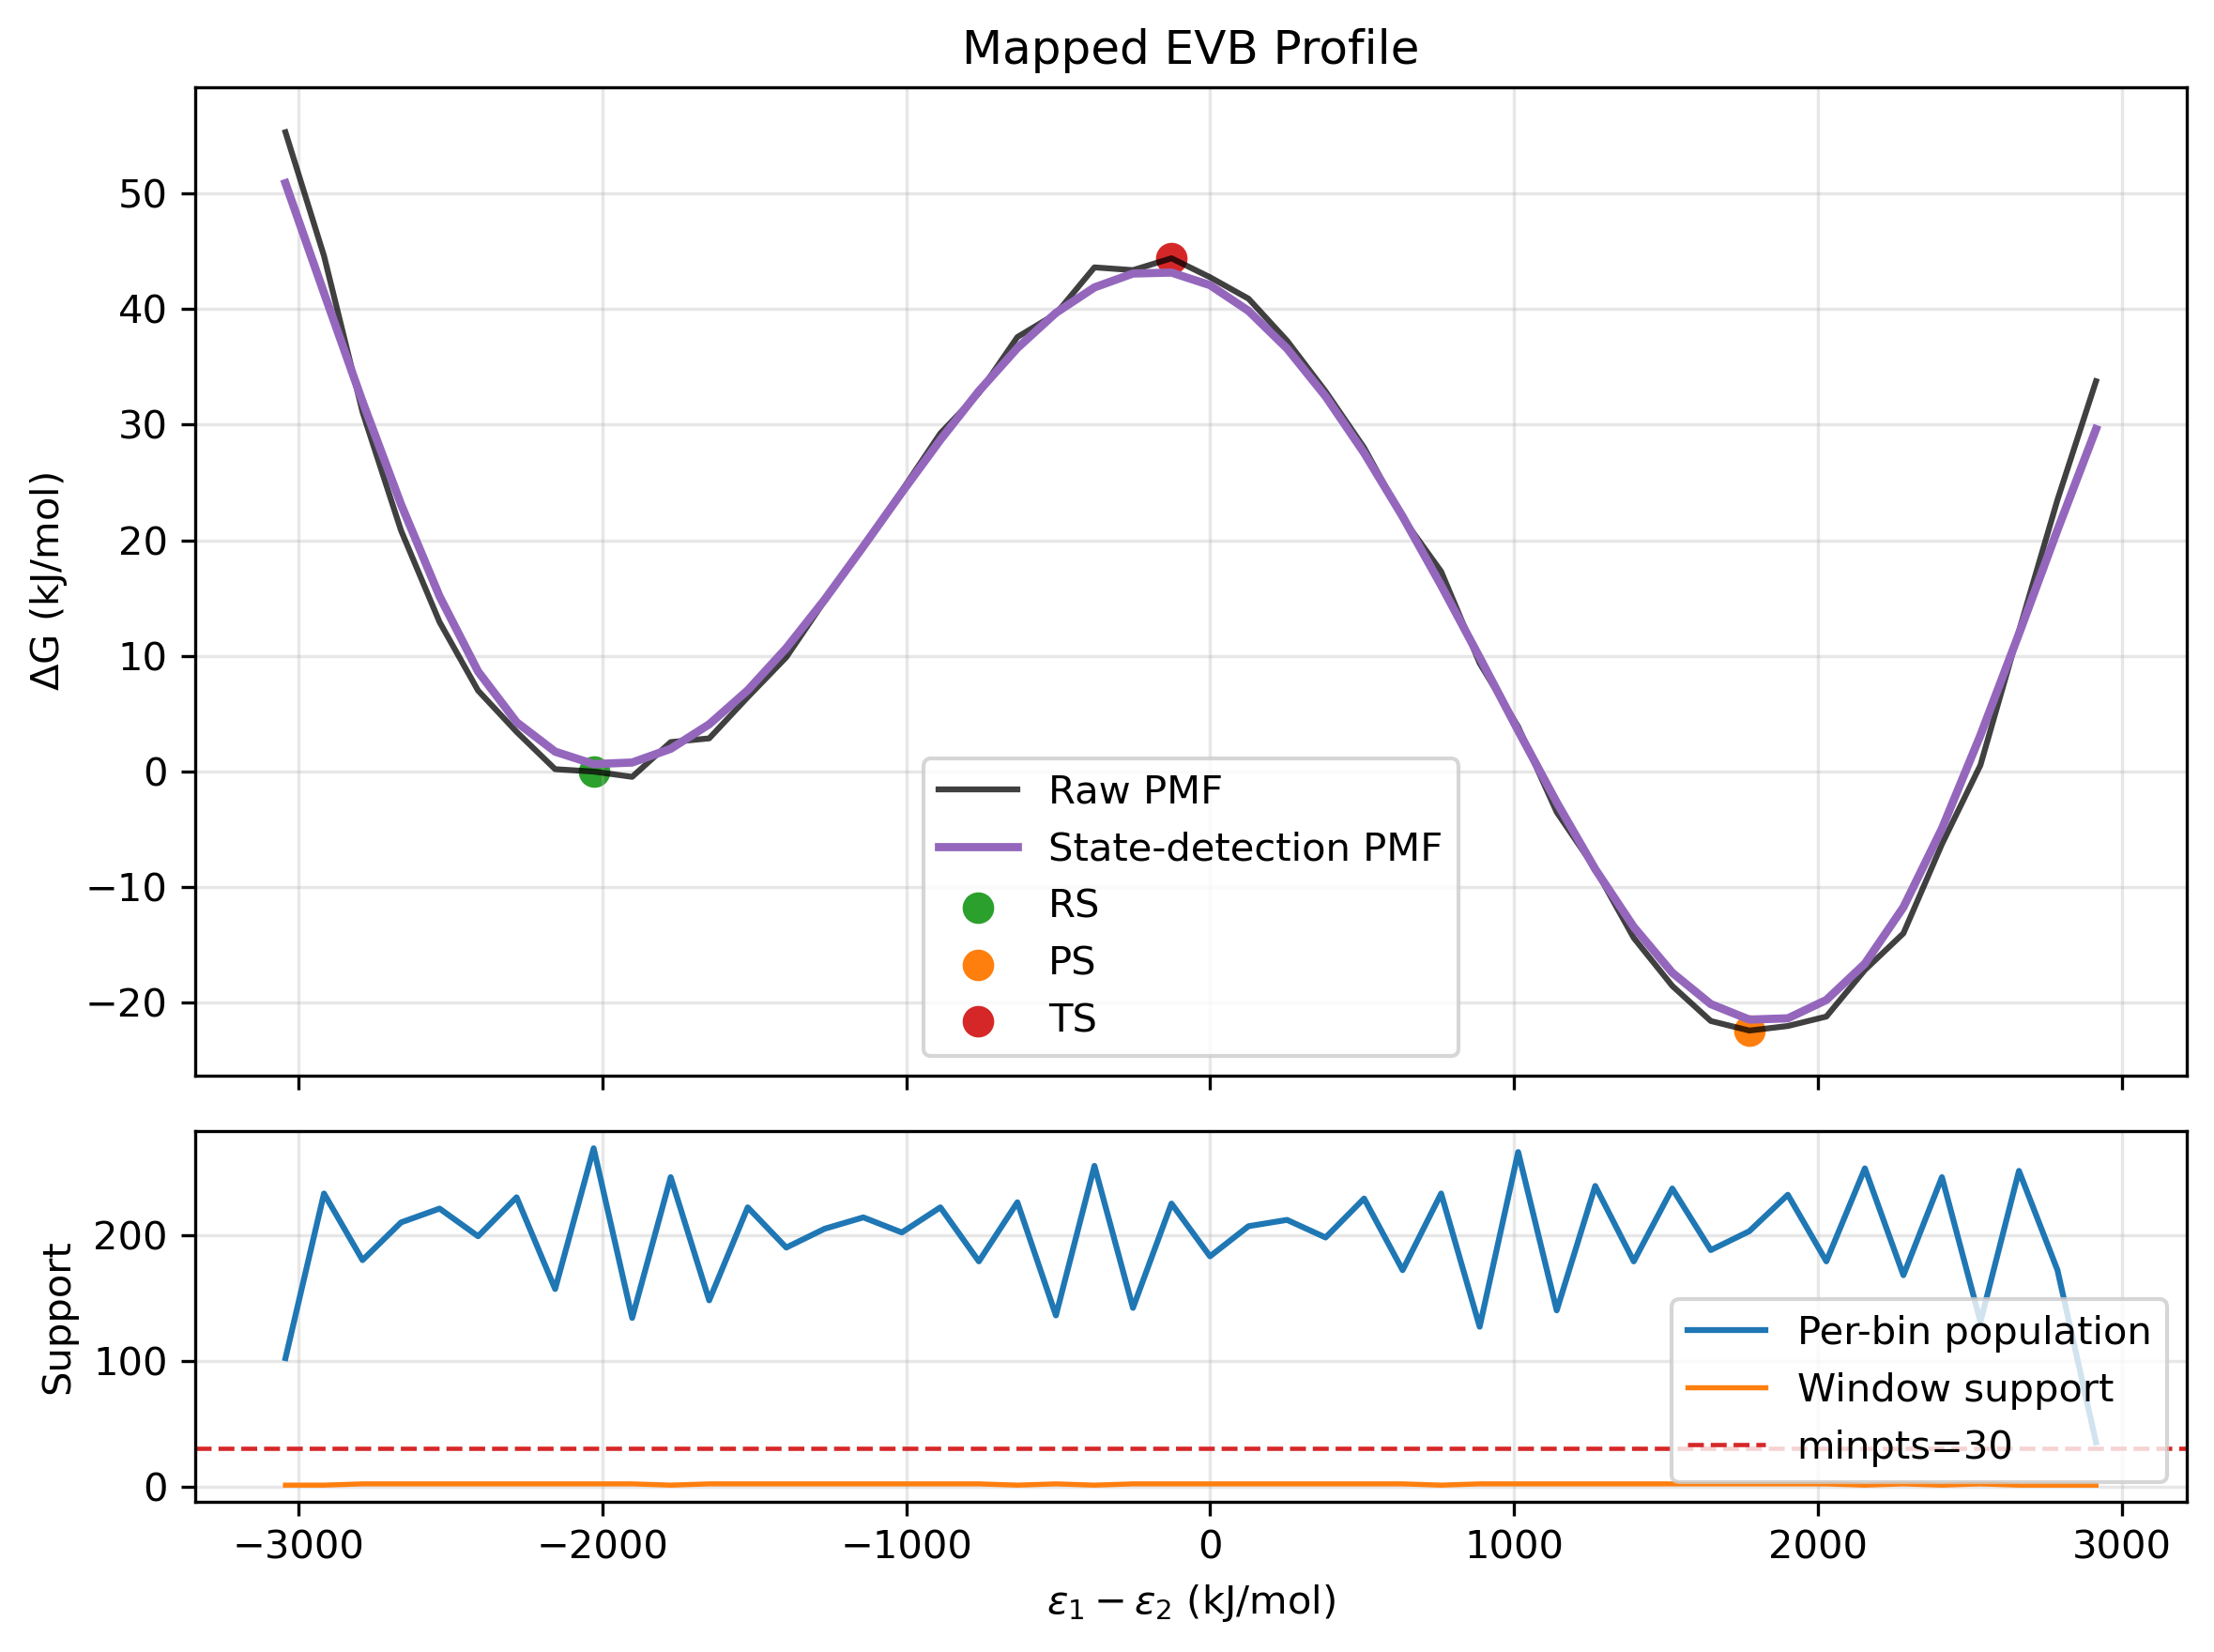 Mapped EVB Profile
50
40
30
20
10
0
−10
−20
ΔG (kJ/mol)
Raw PMF
State-detection PMF
RS
PS
TS
200
100
0
Support
Per-bin population
Window support
minpts=30
−3000
−2000
−1000
0
1000
2000
3000
ε₁ − ε₂ (kJ/mol)